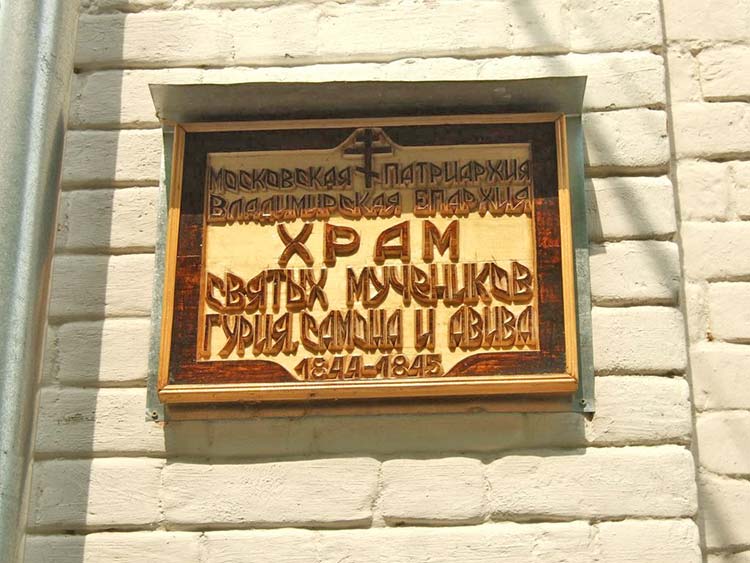 МОСКОВСКАЯ ПАТРИАРХИЯ
ВЛАДИМИРСКАЯ ЕПАРХИЯ
ХРАМ
СВЯТЫХ МУЧЕНИКОВ
ГУРИЯ, САМОНА И АВИВА
1844-1845